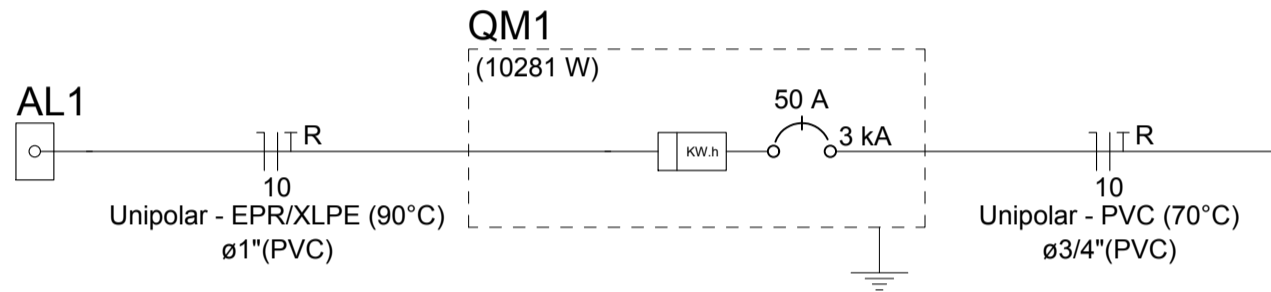 QM1
(10281 W)
AL1
50 A
R
KW.h
3 kA
R
10
Unipolar - EPR/XLPE (90°C)
ø1"(PVC)
10
Unipolar - PVC (70°C)
ø3/4"(PVC)